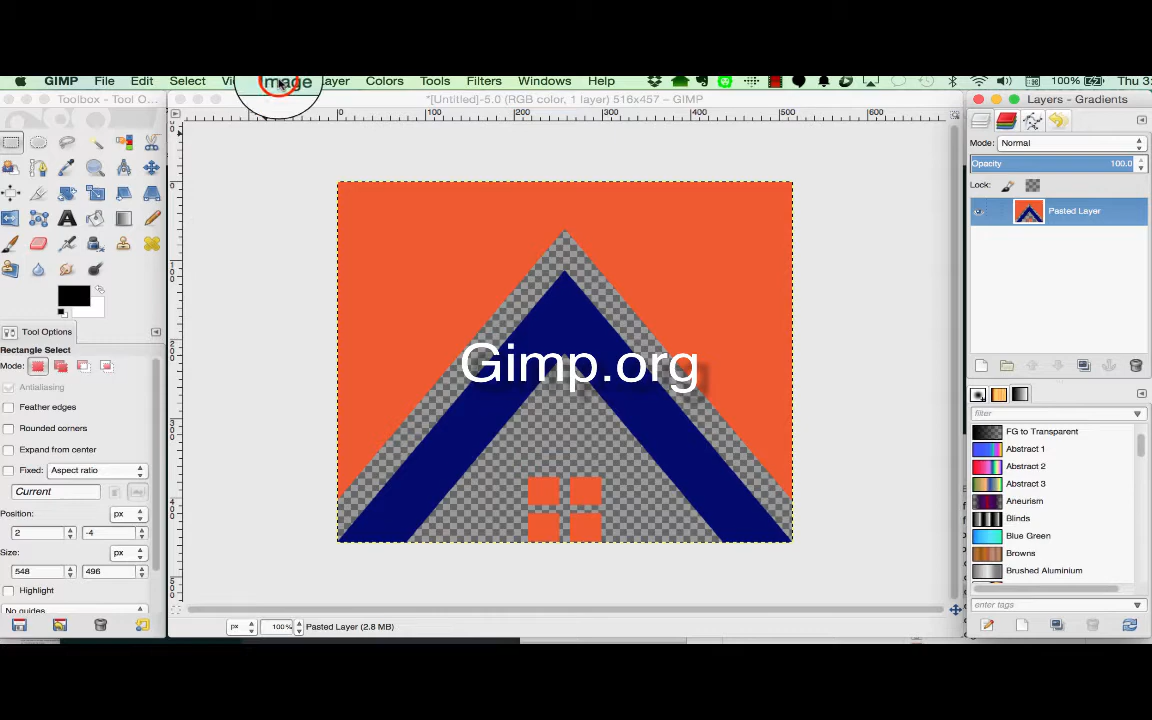 GIMP File Edit Select Image Layer Colors Tools Filters Windows Help 100% Thu 3:
Toolbox - Tool O...
*[Untitled]-5.0 (RGB color, 1 layer) 516x457 – GIMP
Layers - Gradients
0 100 200 300 400 500 600
Mode: Normal
Opacity 100.0
Lock:
Pasted Layer
Gimp.org
Tool Options
Rectangle Select
Mode:
Antialiasing
Feather edges
Rounded corners
Expand from center
Fixed: Aspect ratio
Current
Position: px
2 -4
Size: px
548 496
Highlight
No guides
filter
FG to Transparent
Abstract 1
Abstract 2
Abstract 3
Aneurism
Blinds
Blue Green
Browns
Brushed Aluminium
enter tags
px 100% Pasted Layer (2.8 MB)